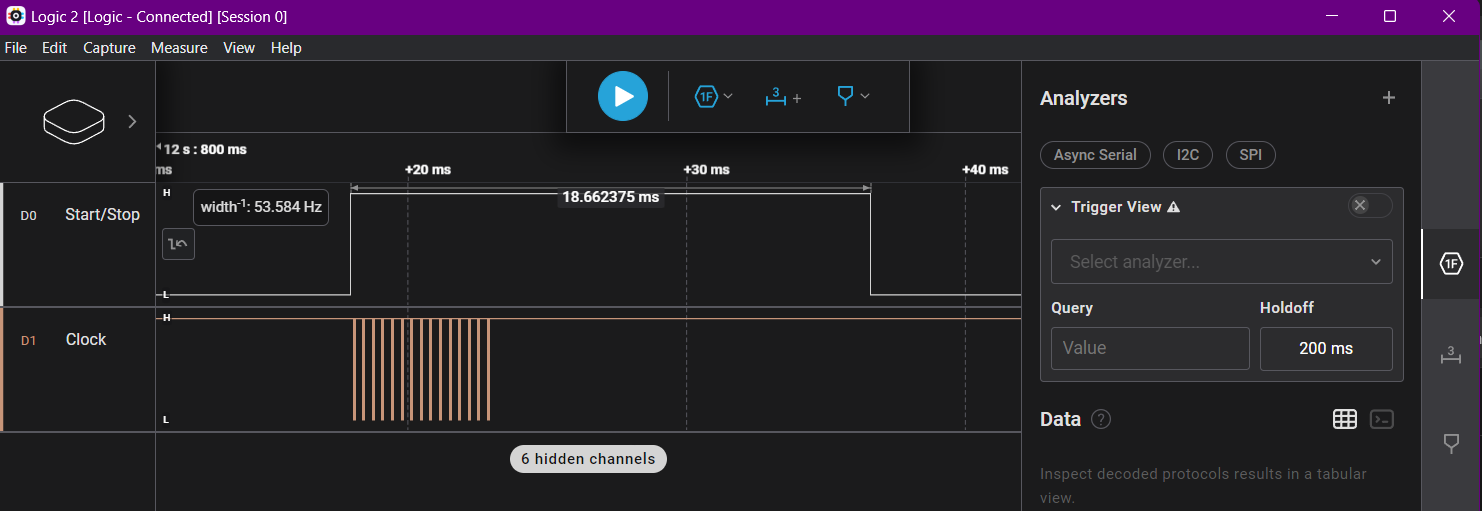 Logic 2 [Logic - Connected] [Session 0]
File Edit Capture Measure View Help
1F
3
+
12 s : 800 ms
ms
+20 ms
+30 ms
+40 ms
D0
Start/Stop
H
width⁻¹: 53.584 Hz
18.662375 ms
L
D1
Clock
H
L
6 hidden channels
Analyzers
+
Async Serial
I2C
SPI
Trigger View
Select analyzer...
Query
Holdoff
Value
200 ms
Data ?
Inspect decoded protocols results in a tabular
view.
1F
3